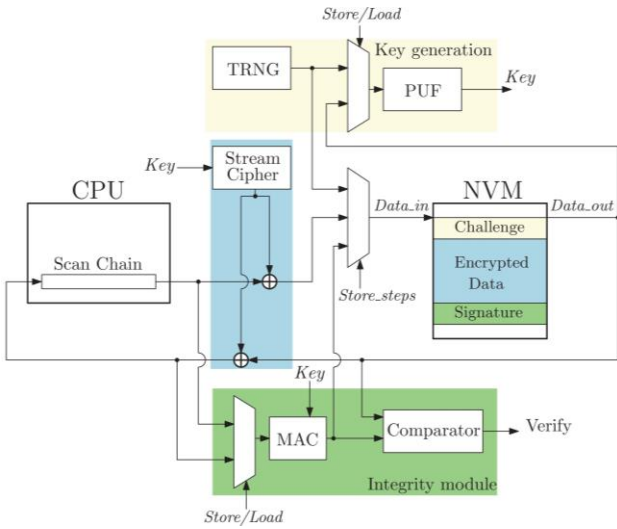 Store/Load
Key generation
TRNG
PUF
Key
Key
Stream
Cipher
CPU
Scan Chain
Data_in
NVM
Data_out
Challenge
Encrypted
Data
Signature
Store_steps
Key
MAC
Comparator
Verify
Integrity module
Store/Load